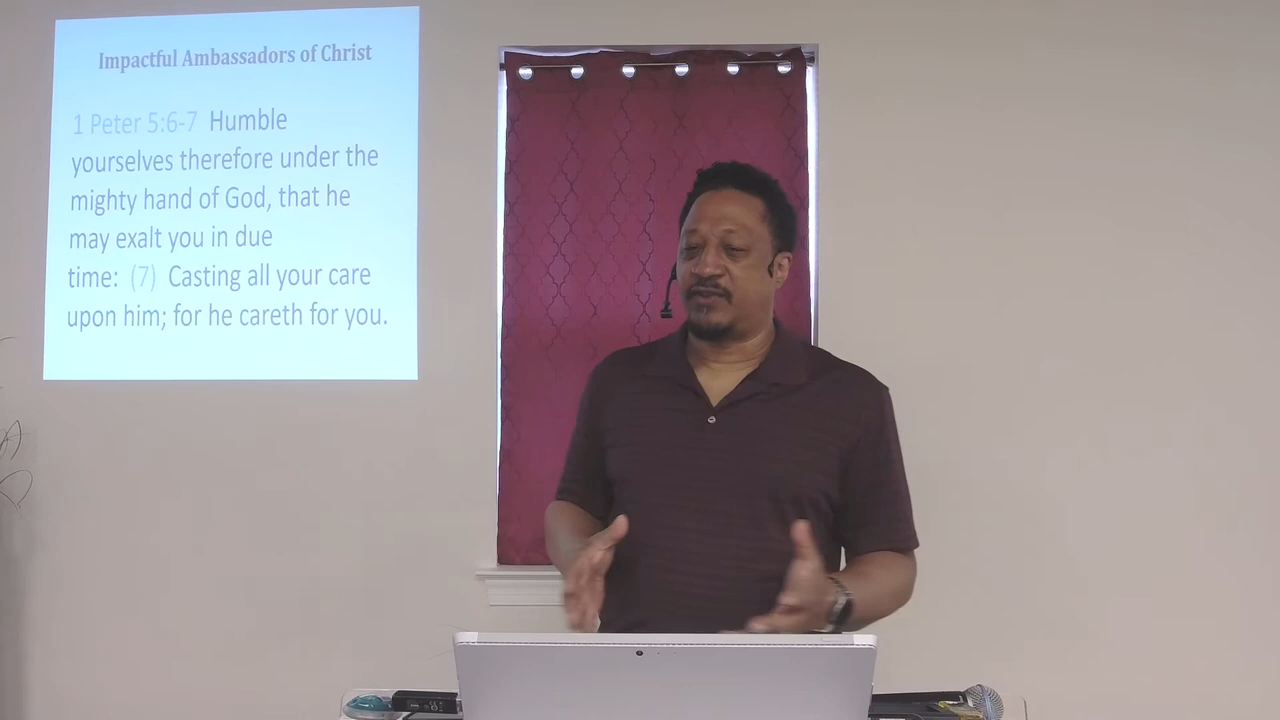 Impactful Ambassadors of Christ
1 Peter 5:6-7 Humble
yourselves therefore under the
mighty hand of God, that he
may exalt you in due
time: (7) Casting all your care
upon him; for he careth for you.